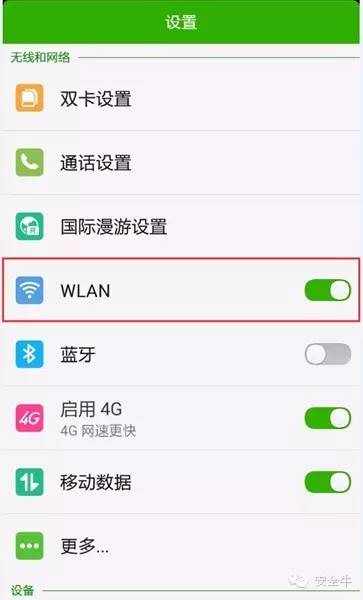 设置
无线和网络
双卡设置
通话设置
R
国际漫游设置
WLAN
蓝牙
4G
启用 4G
4G 网速更快
移动数据
更多...
设备
安全牛